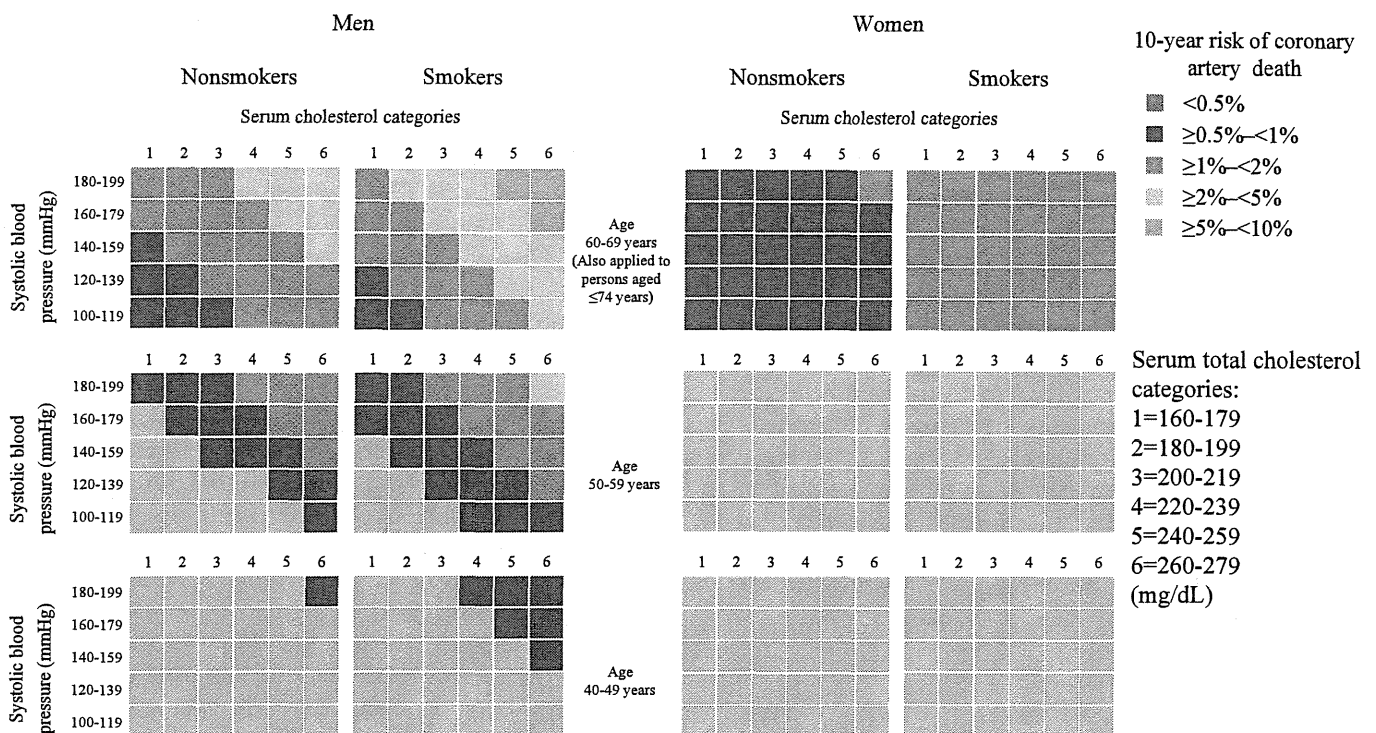 Men
Women
10-year risk of coronary
artery death
Nonsmokers
Smokers
Nonsmokers
Smokers
<0.5%
≥0.5%–<1%
≥1%–<2%
≥2%–<5%
≥5%–<10%
Serum cholesterol categories
Serum cholesterol categories
1 2 3 4 5 6
1 2 3 4 5 6
1 2 3 4 5 6
1 2 3 4 5 6
Systolic blood
pressure (mmHg)
180-199
160-179
140-159
120-139
100-119
Age
60-69 years
(Also applied to
persons aged
≤74 years)
1 2 3 4 5 6
1 2 3 4 5 6
1 2 3 4 5 6
1 2 3 4 5 6
Systolic blood
pressure (mmHg)
180-199
160-179
140-159
120-139
100-119
Age
50-59 years
Serum total cholesterol
categories:
1=160-179
2=180-199
3=200-219
4=220-239
5=240-259
6=260-279
(mg/dL)
1 2 3 4 5 6
1 2 3 4 5 6
1 2 3 4 5 6
1 2 3 4 5 6
Systolic blood
pressure (mmHg)
180-199
160-179
140-159
120-139
100-119
Age
40-49 years